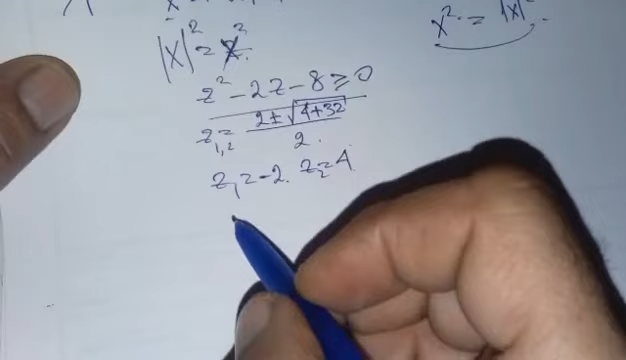 x² = |x|².
|x|² = x².
z² - 2z - 8 ≥ 0
z₁,₂ = 2 ± √4+32 / 2.
z₁ = -2. z₂ = 4